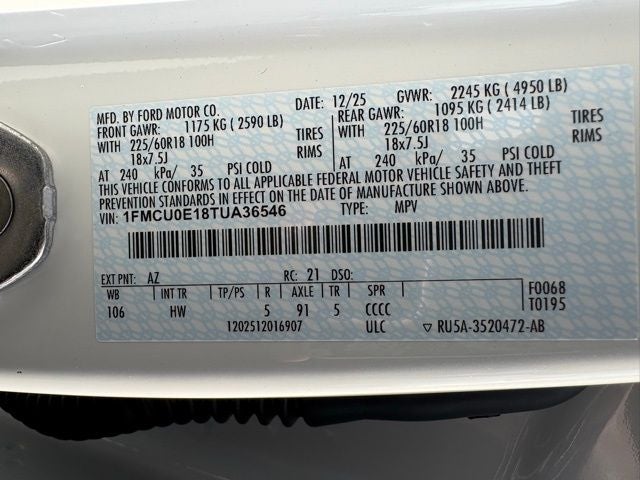 MFD. BY FORD MOTOR CO. DATE: 12/25 GVWR: 2245 KG (4950 LB)
FRONT GAWR: 1175 KG (2590 LB) REAR GAWR: 1095 KG (2414 LB)
WITH 225/60R18 100H TIRES WITH 225/60R18 100H TIRES
18x7.5J RIMS 18x7.5J RIMS
AT 240 kPa/ 35 PSI COLD AT 240 kPa/ 35 PSI COLD
THIS VEHICLE CONFORMS TO ALL APPLICABLE FEDERAL MOTOR VEHICLE SAFETY AND THEFT
PREVENTION STANDARDS IN EFFECT ON THE DATE OF MANUFACTURE SHOWN ABOVE.
VIN: 1FMCU0E18TUA36546 TYPE: MPV
EXT PNT: AZ RC: 21 DSO:
WB INT TR TP/PS R AXLE TR SPR F0068
106 HW 5 91 5 CCCC T0195
120251201​6907 ULC RU5A-3520472-AB